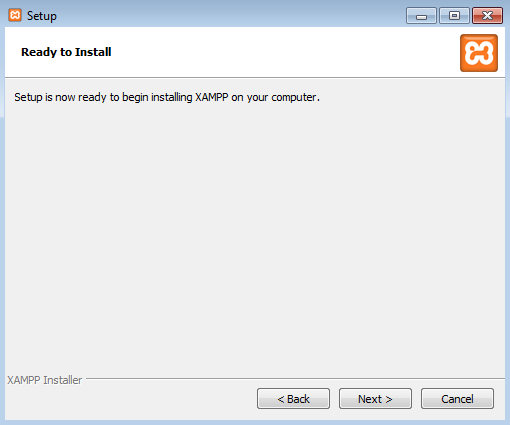 Setup
Ready to Install
Setup is now ready to begin installing XAMPP on your computer.
XAMPP Installer
< Back
Next >
Cancel